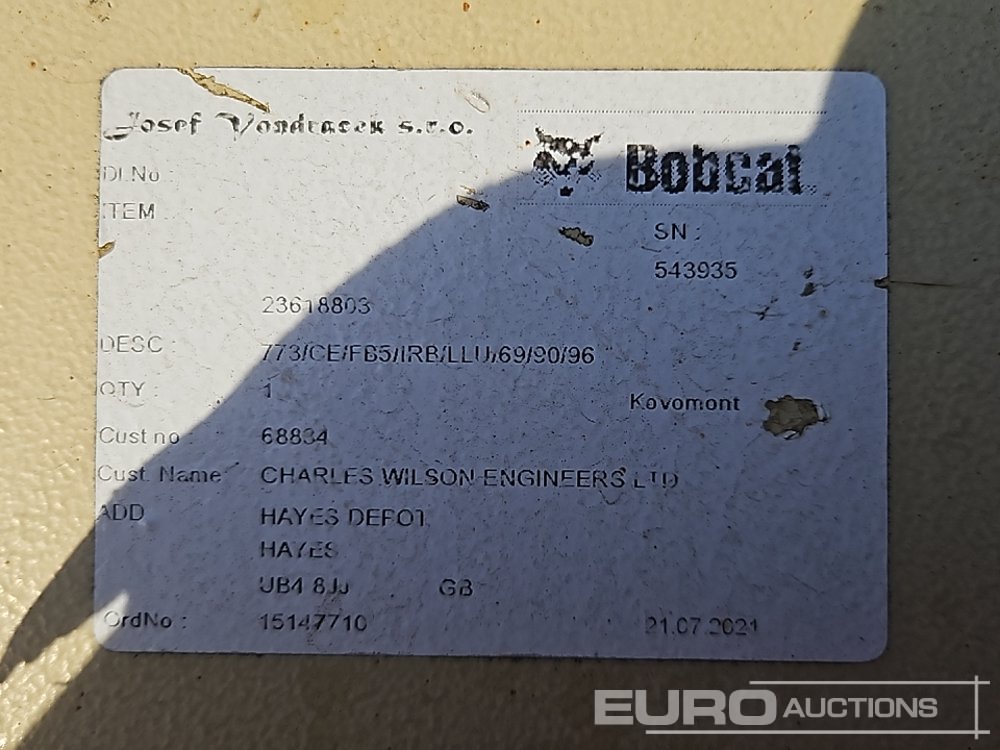 Josef Vondracek s.r.o.
Bobcat
DI.No :
ITEM
SN :
543935
23618803
DESC : 773/CE/FB5/IRB/LLU/69/90/96
QTY : 1
Kovomont
Cust no : 68834
Cust. Name CHARLES WILSON ENGINEERS LTD
ADD HAYES DEPOT
HAYES
UB4 8JJ GB
OrdNo : 15147710 21.07.2021
EURO AUCTIONS